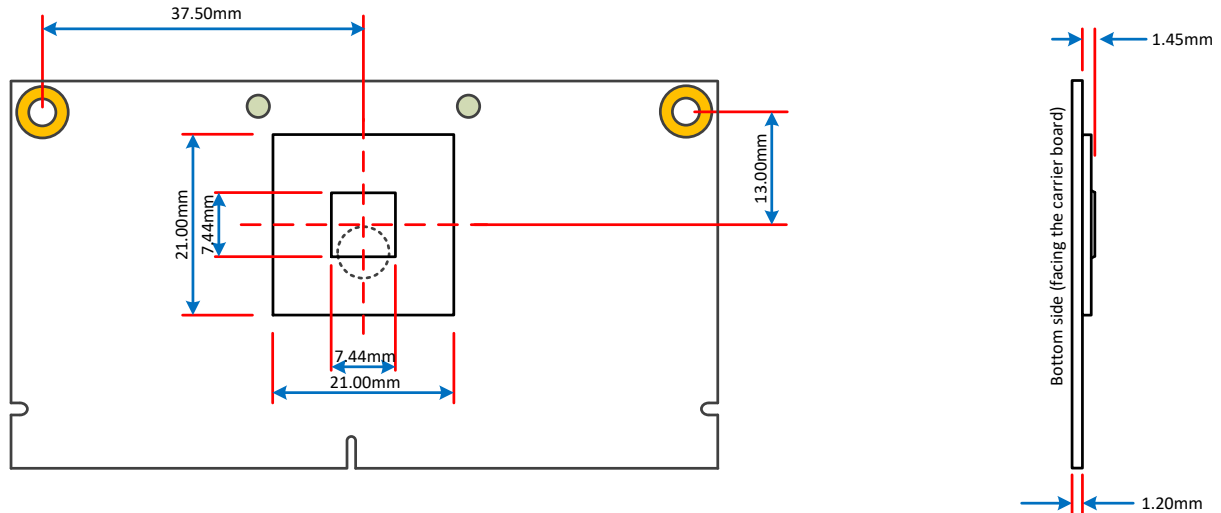 37.50mm
1.45mm
21.00mm
7.44mm
13.00mm
Bottom side (facing the carrier board)
7.44mm
21.00mm
1.20mm